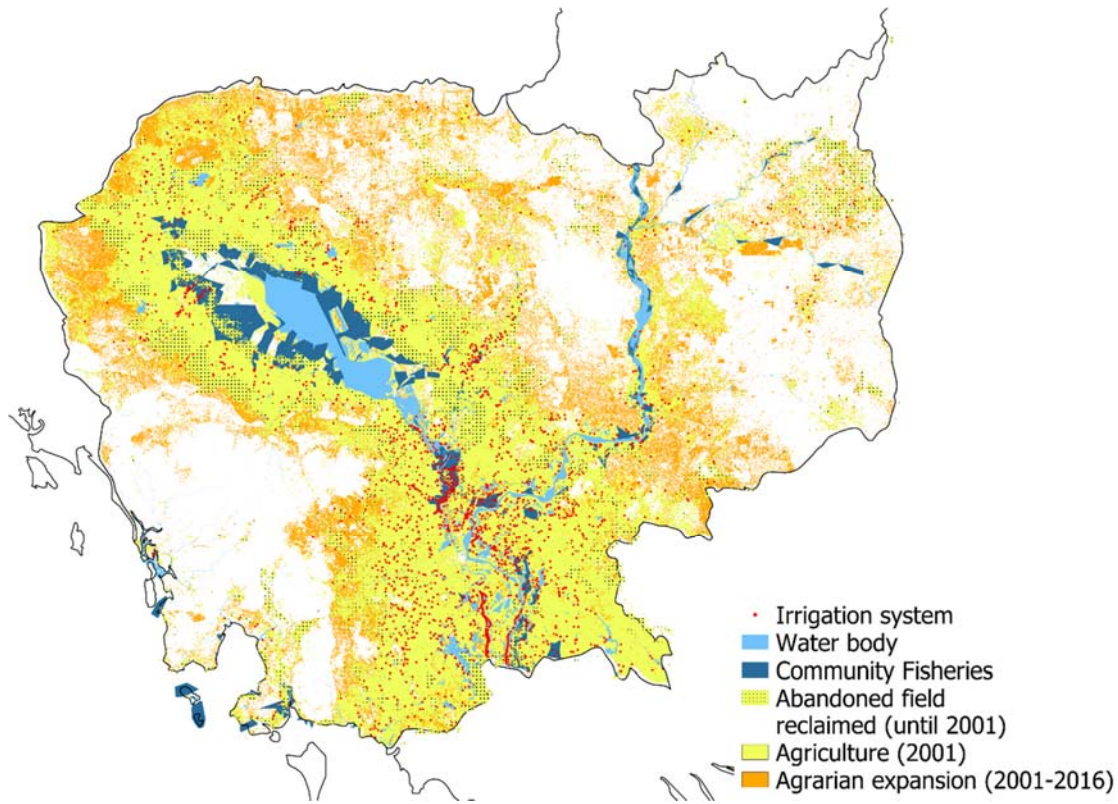 Irrigation system
Water body
Community Fisheries
Abandoned field
reclaimed (until 2001)
Agriculture (2001)
Agrarian expansion (2001-2016)